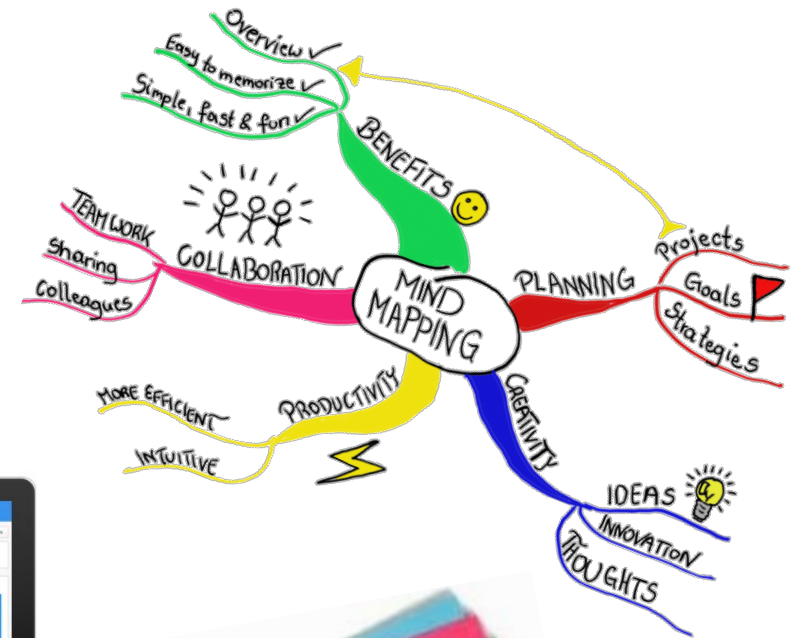 Overview ✓
Easy to memorize ✓
Simple, fast & fun ✓
BENEFITS
TEAMWORK
Sharing
Colleagues
COLLABORATION
MIND
MAPPING
PLANNING
Projects
Goals
Strategies
PRODUCTIVITY
MORE EFFICIENT
INTUITIVE
CREATIVITY
IDEAS
INNOVATION
THOUGHTS